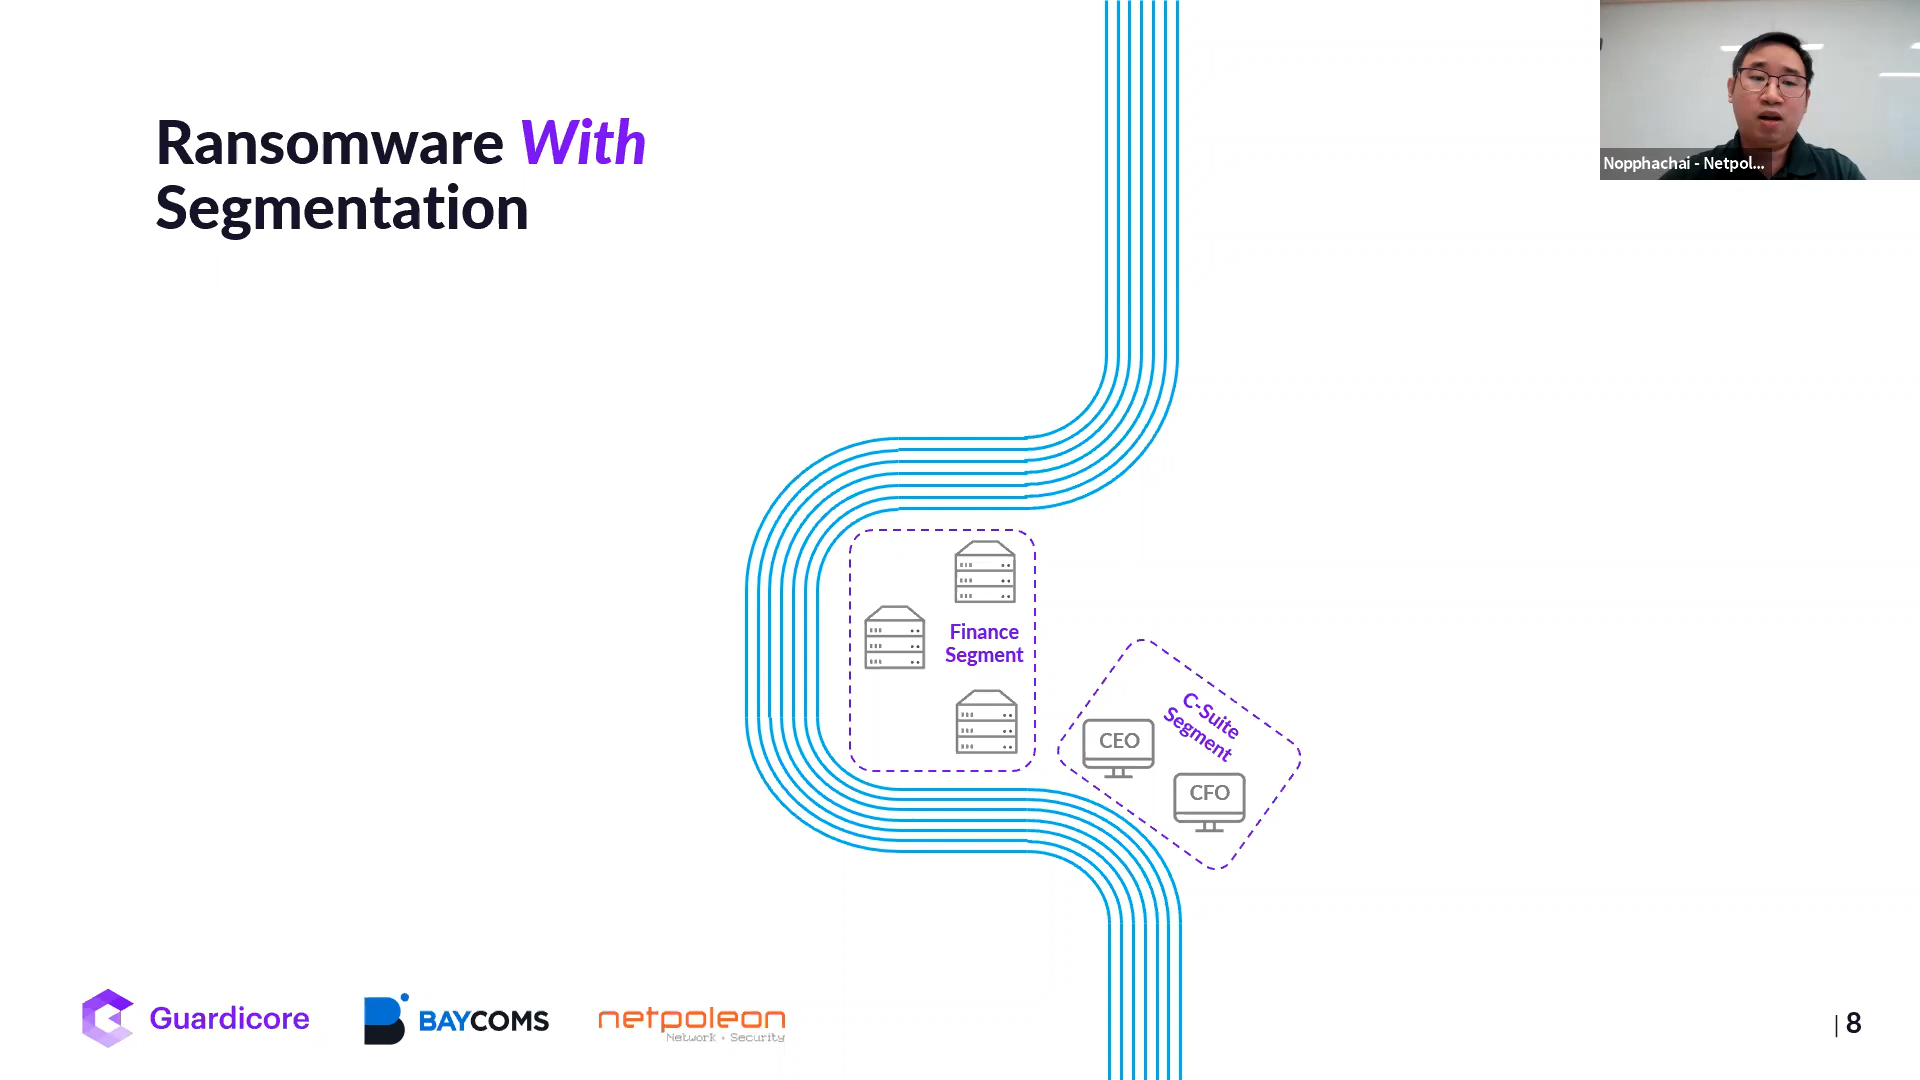 Ransomware With
Segmentation
Nopphachai - Netpol...
Finance
Segment
C-Suite
Segment
CEO
CFO
Guardicore
BAYCOMS
netpoleon
Network + Security
| 8